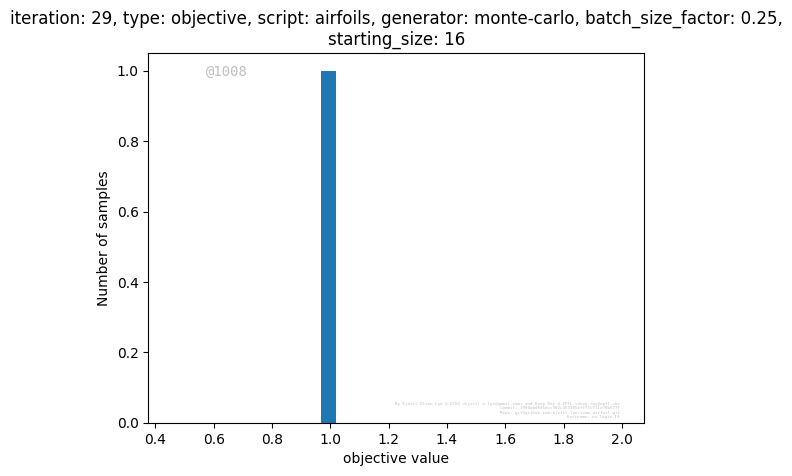 iteration: 29, type: objective, script: airfoils, generator: monte-carlo, batch_size_factor: 0.25,
starting_size: 16
@1008
1.0
0.8
0.6
0.4
0.2
0.0
Number of samples
0.4 0.6 0.8 1.0 1.2 1.4 1.6 1.8 2.0
objective value